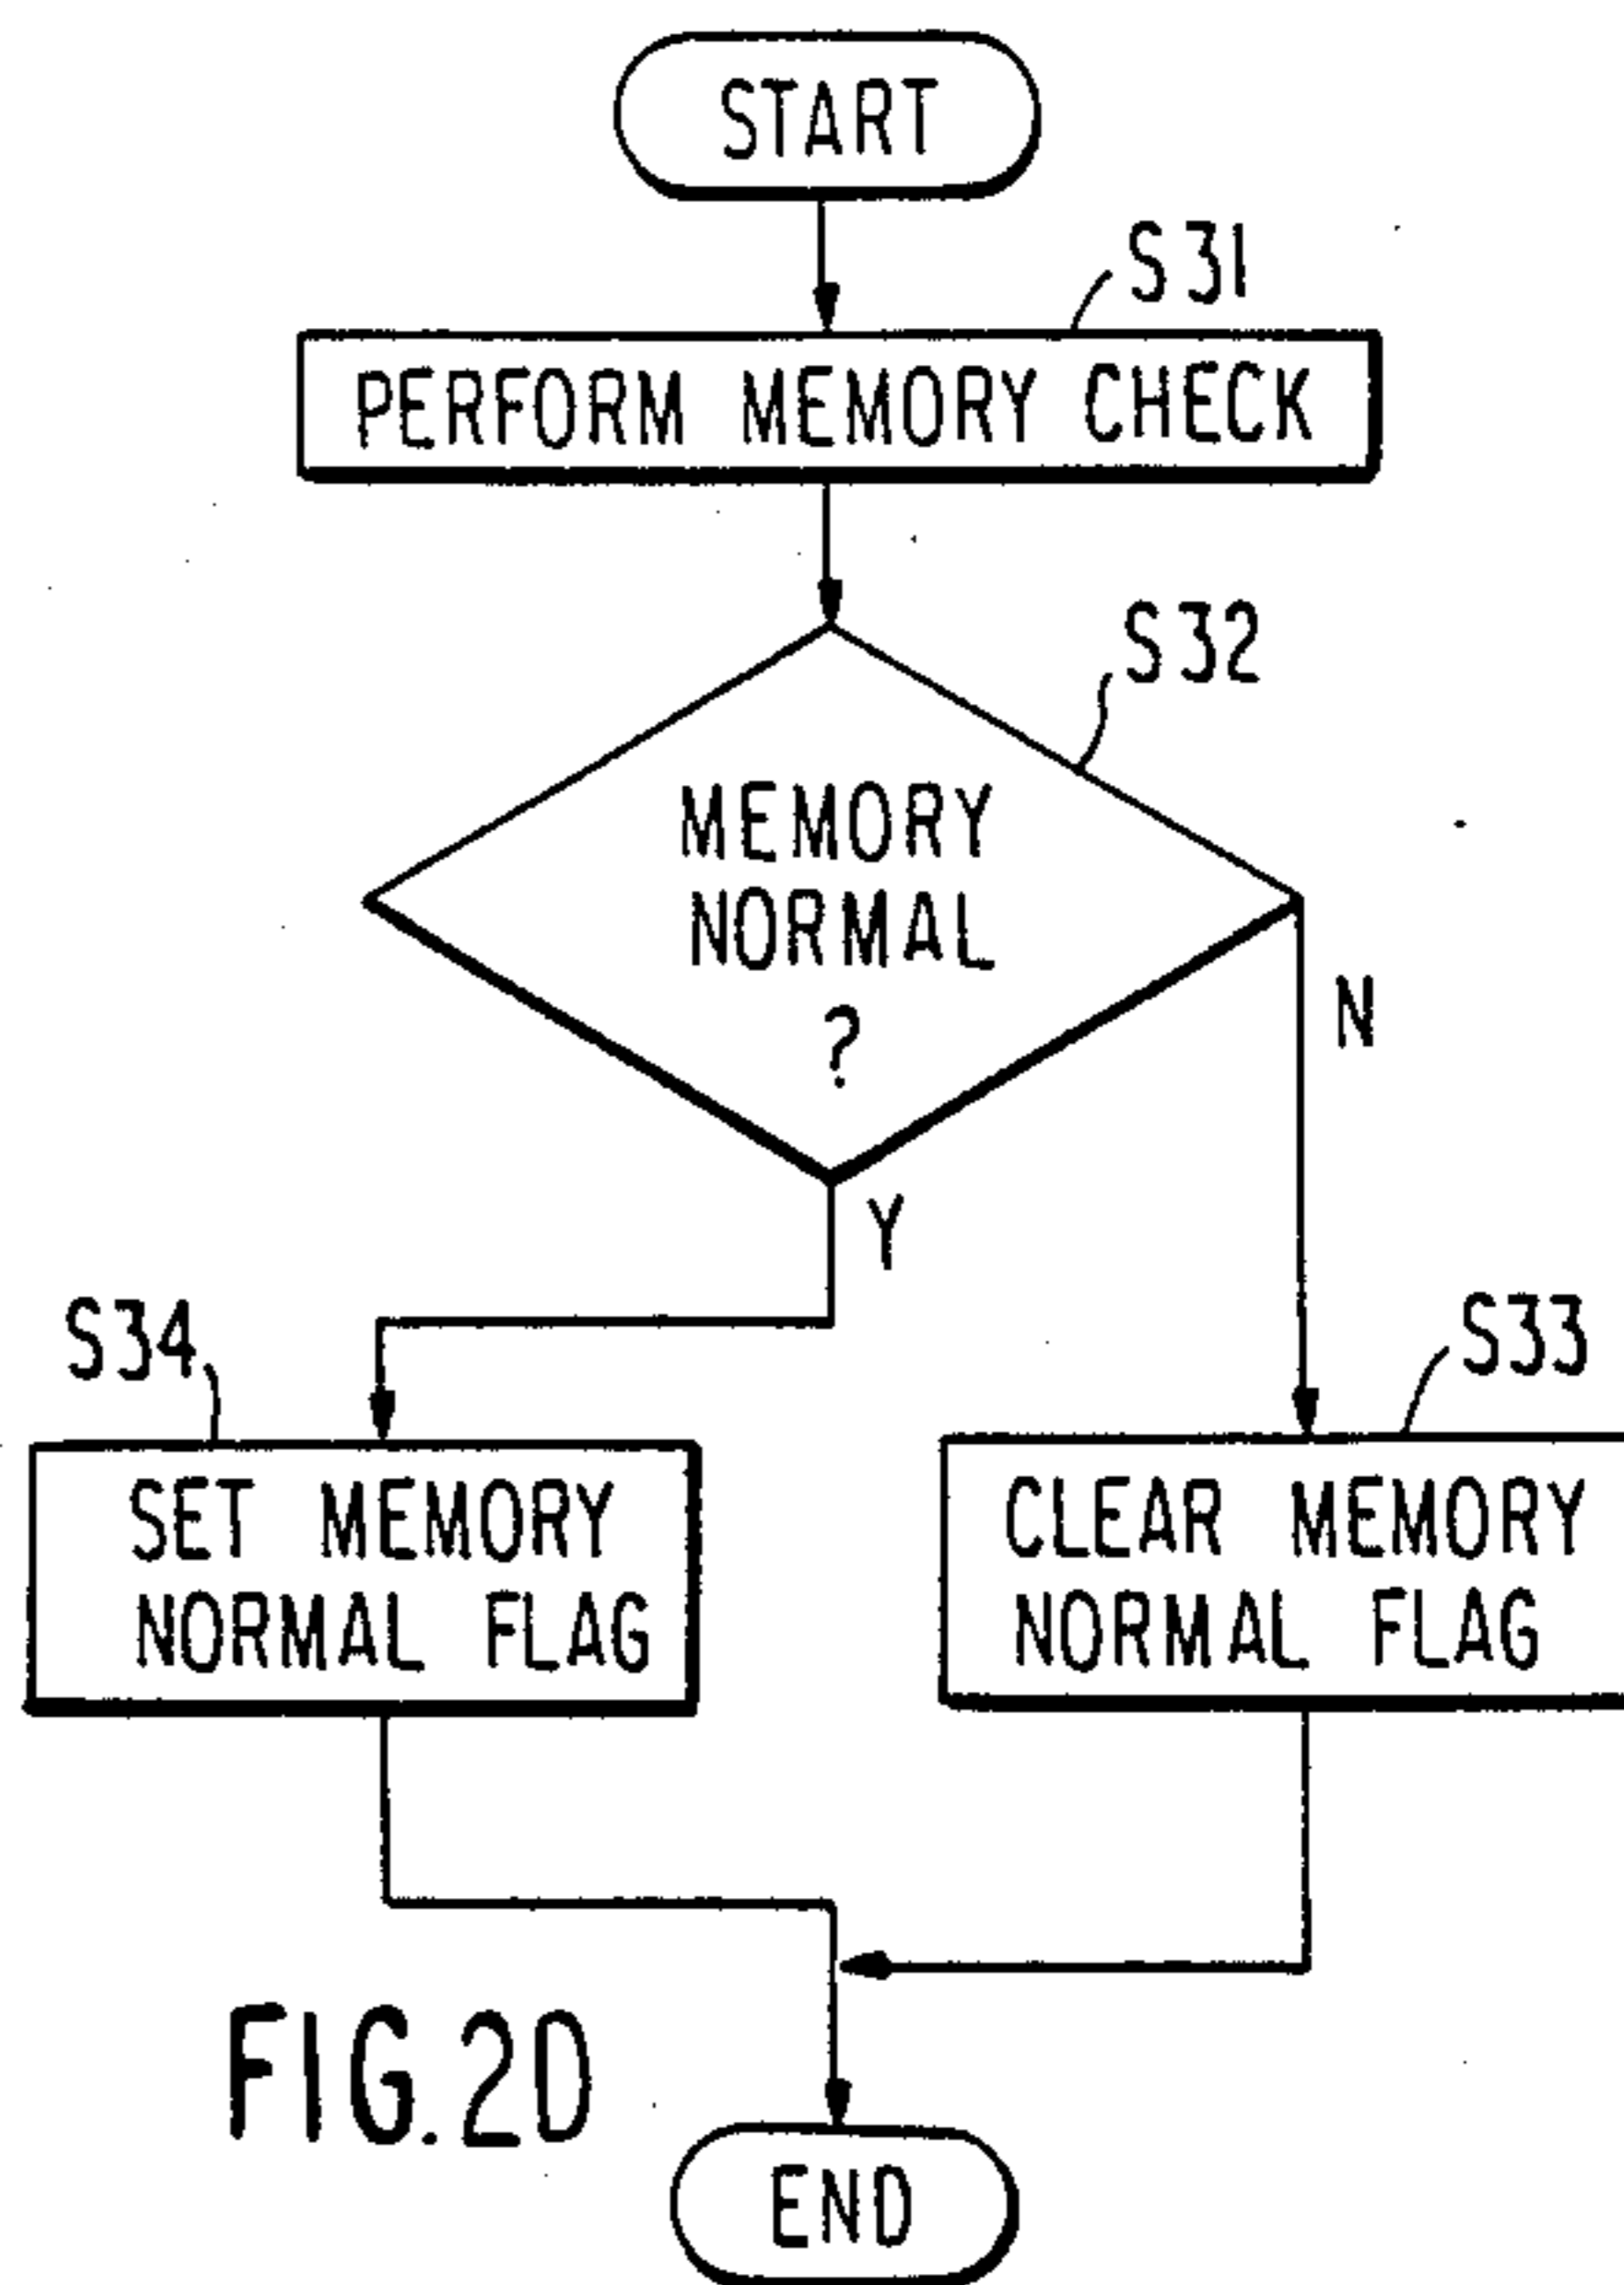 START
S31
PERFORM MEMORY CHECK
S32
MEMORY
NORMAL
?
N
Y
S34
S33
SET MEMORY
NORMAL FLAG
CLEAR MEMORY
NORMAL FLAG
FIG.2D
END